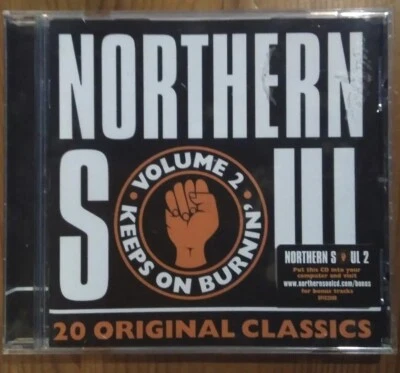 NORTHERN
S UL
VOLUME 2
KEEPS ON BURNIN'
NORTHERN S UL 2
Put this CD into your
computer and visit
www.northernsoulcd.com/bonus
for bonus tracks
20 ORIGINAL CLASSICS